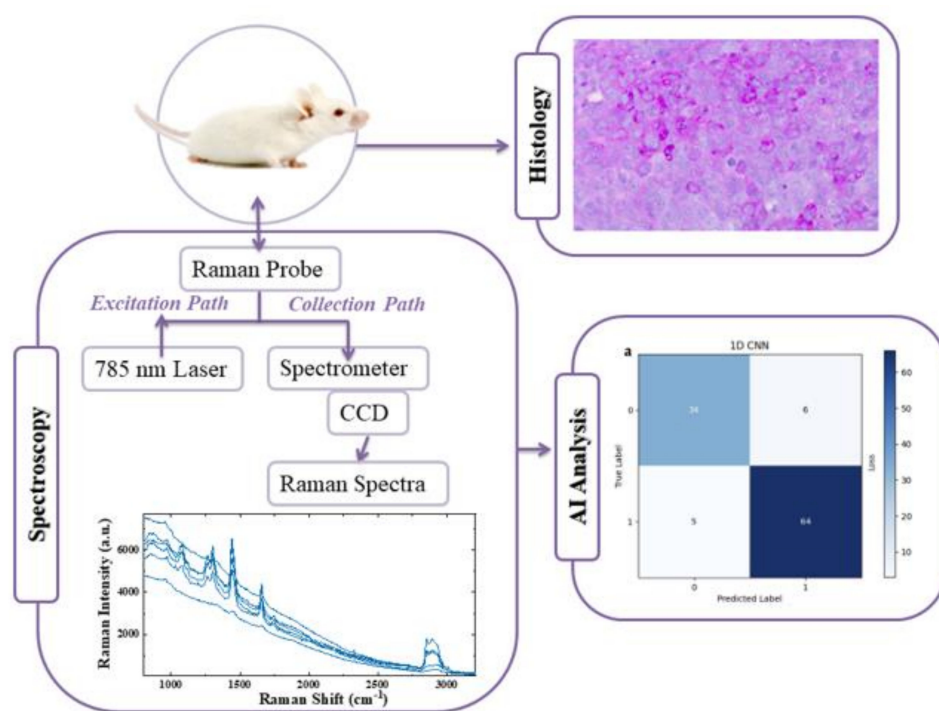 Histology
Raman Probe
Excitation Path
Collection Path
785 nm Laser
Spectrometer
CCD
Raman Spectra
Spectroscopy
Raman Intensity (a.u.)
6000
4000
2000
1000
1500
2000
2500
3000
Raman Shift (cm⁻¹)
AI Analysis
a
1D CNN
True Label
0
1
6
5
64
0
1
Predicted Label
60
50
40
30
20
10
Loss